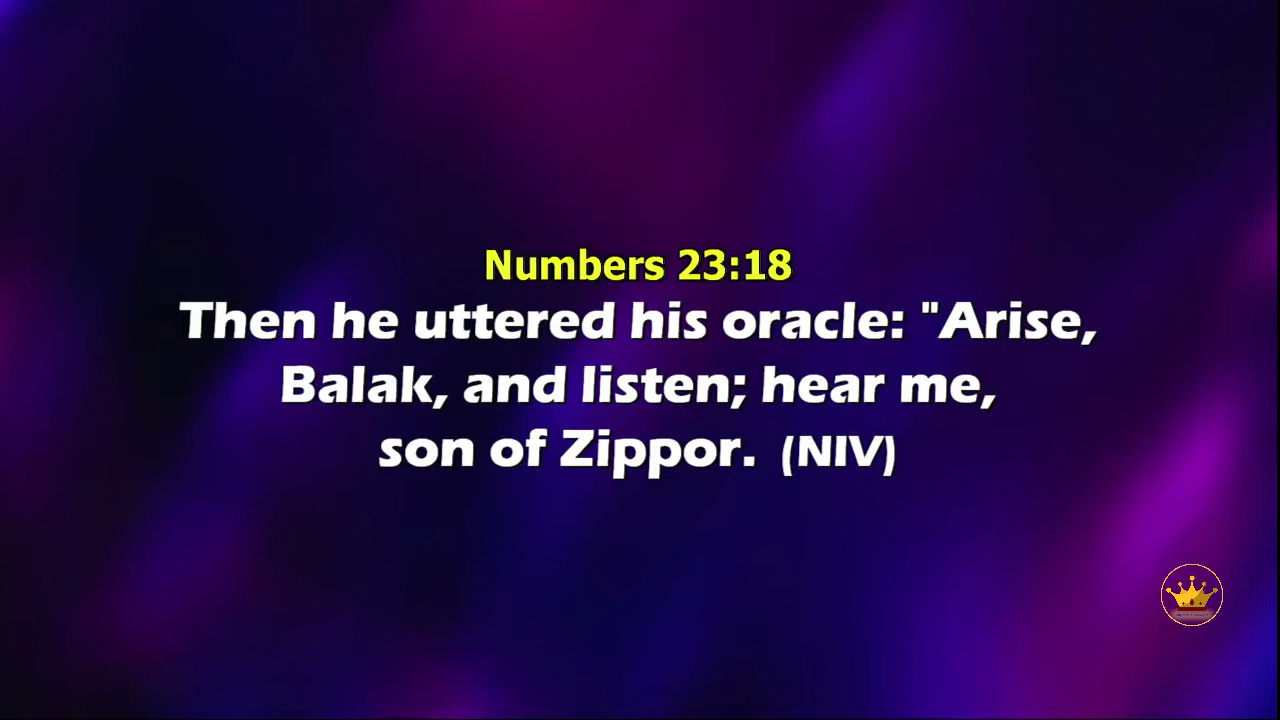 Numbers 23:18
Then he uttered his oracle: "Arise,
Balak, and listen; hear me,
son of Zippor. (NIV)